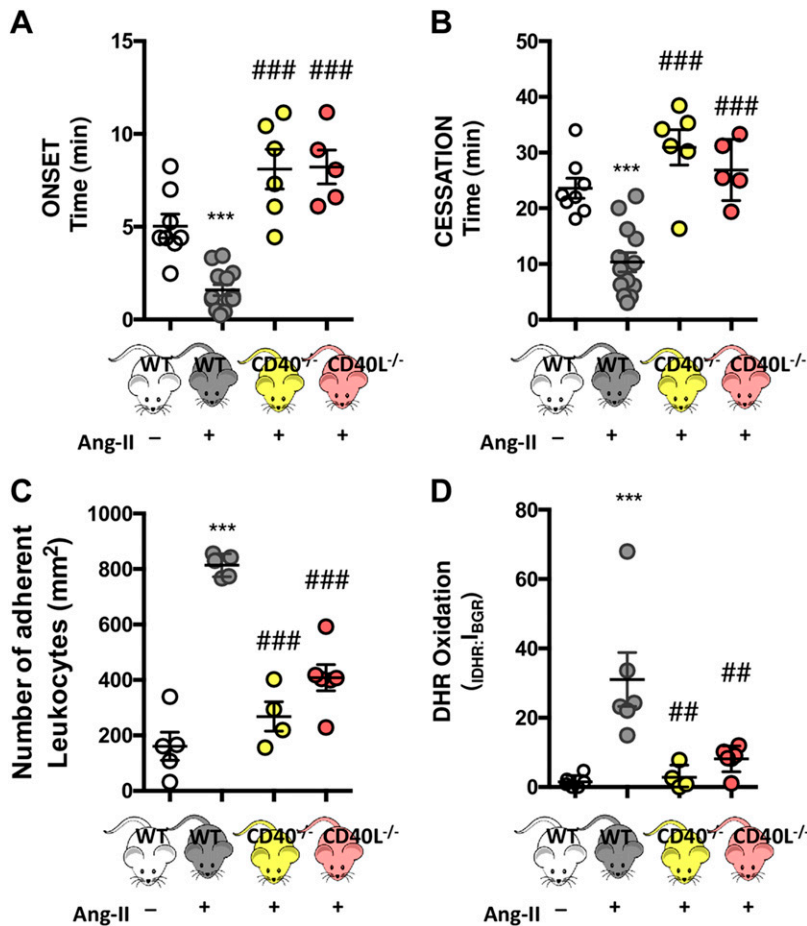 A
ONSET
Time (min)
15
10
5
0
***
###
###
WT
WT
CD40-/-
CD40L-/-
Ang-II
–
+
+
+
B
CESSATION
Time (min)
50
40
30
20
10
0
***
###
###
WT
WT
CD40-/-
CD40L-/-
Ang-II
–
+
+
+
C
Number of adherent
Leukocytes (mm2)
1000
800
600
400
200
0
***
###
###
WT
WT
CD40-/-
CD40L-/-
Ang-II
–
+
+
+
D
DHR Oxidation
(IDHR:IBGR)
80
60
40
20
0
***
##
##
WT
WT
CD40-/-
CD40L-/-
Ang-II
–
+
+
+